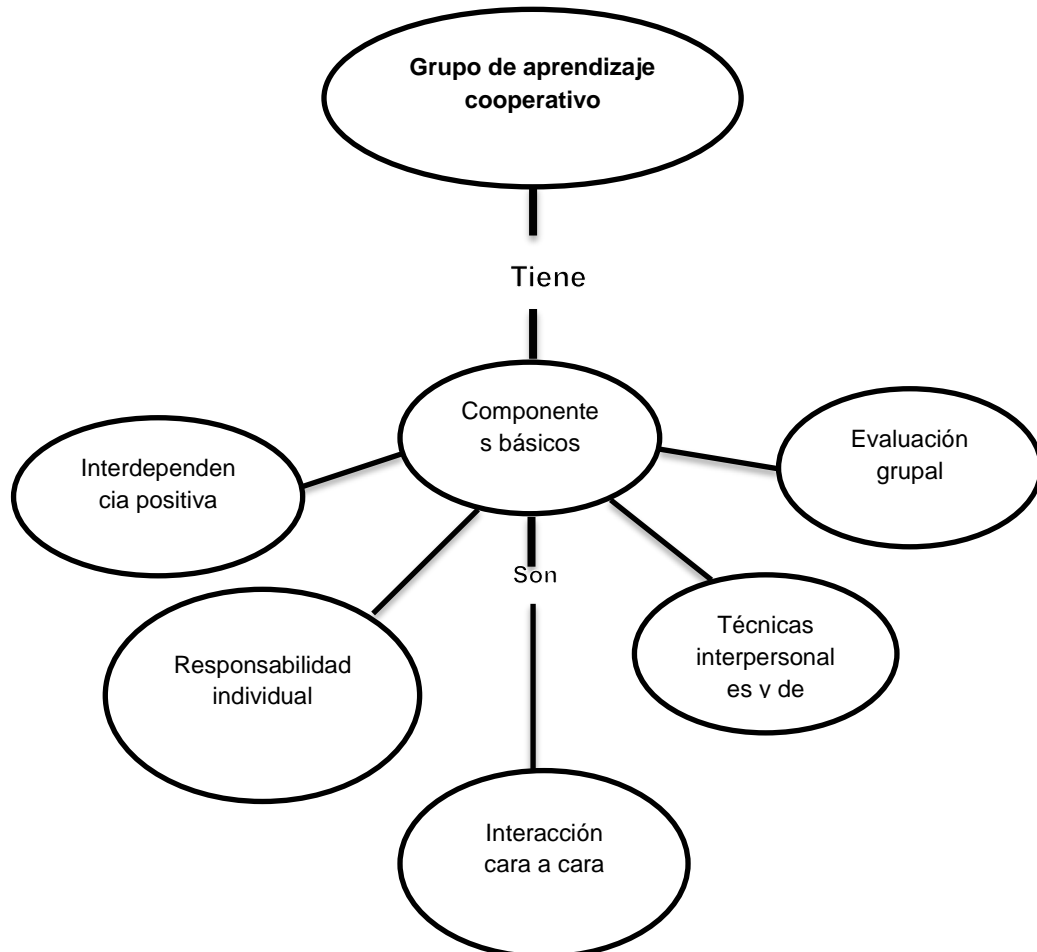 Grupo de aprendizaje
cooperativo
Tiene
Componente
s básicos
Interdependen
cia positiva
Evaluación
grupal
Son
Responsabilidad
individual
Técnicas
interpersonal
es y de
Interacción
cara a cara